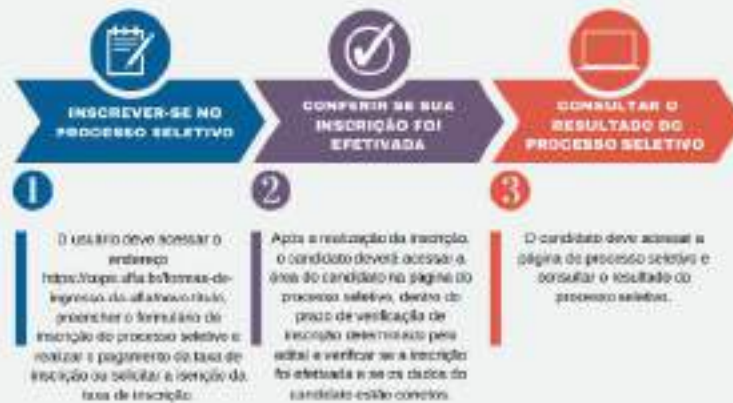 INSCREVER-SE NO
PROCESSO SELETIVO
CONFERIR SE SUA
INSCRIÇÃO FOI
EFETIVADA
CONSULTAR O
RESULTADO DO
PROCESSO SELETIVO
1
O usuário deve acessar o
endereço
preencher o formulário de
inscrição do processo seletivo e
realizar o pagamento da taxa de
inscrição ou solicitar a isenção da
taxa de inscrição.
2
Após a realização da inscrição,
o candidato deverá acessar a
área do candidato na página do
processo seletivo, dentro do
prazo de verificação de
inscrição determinado pelo
edital e verificar se a inscrição
foi efetivada e se os dados do
candidato estão corretos.
3
O candidato deve acessar a
página do processo seletivo e
consultar o resultado do
processo seletivo.